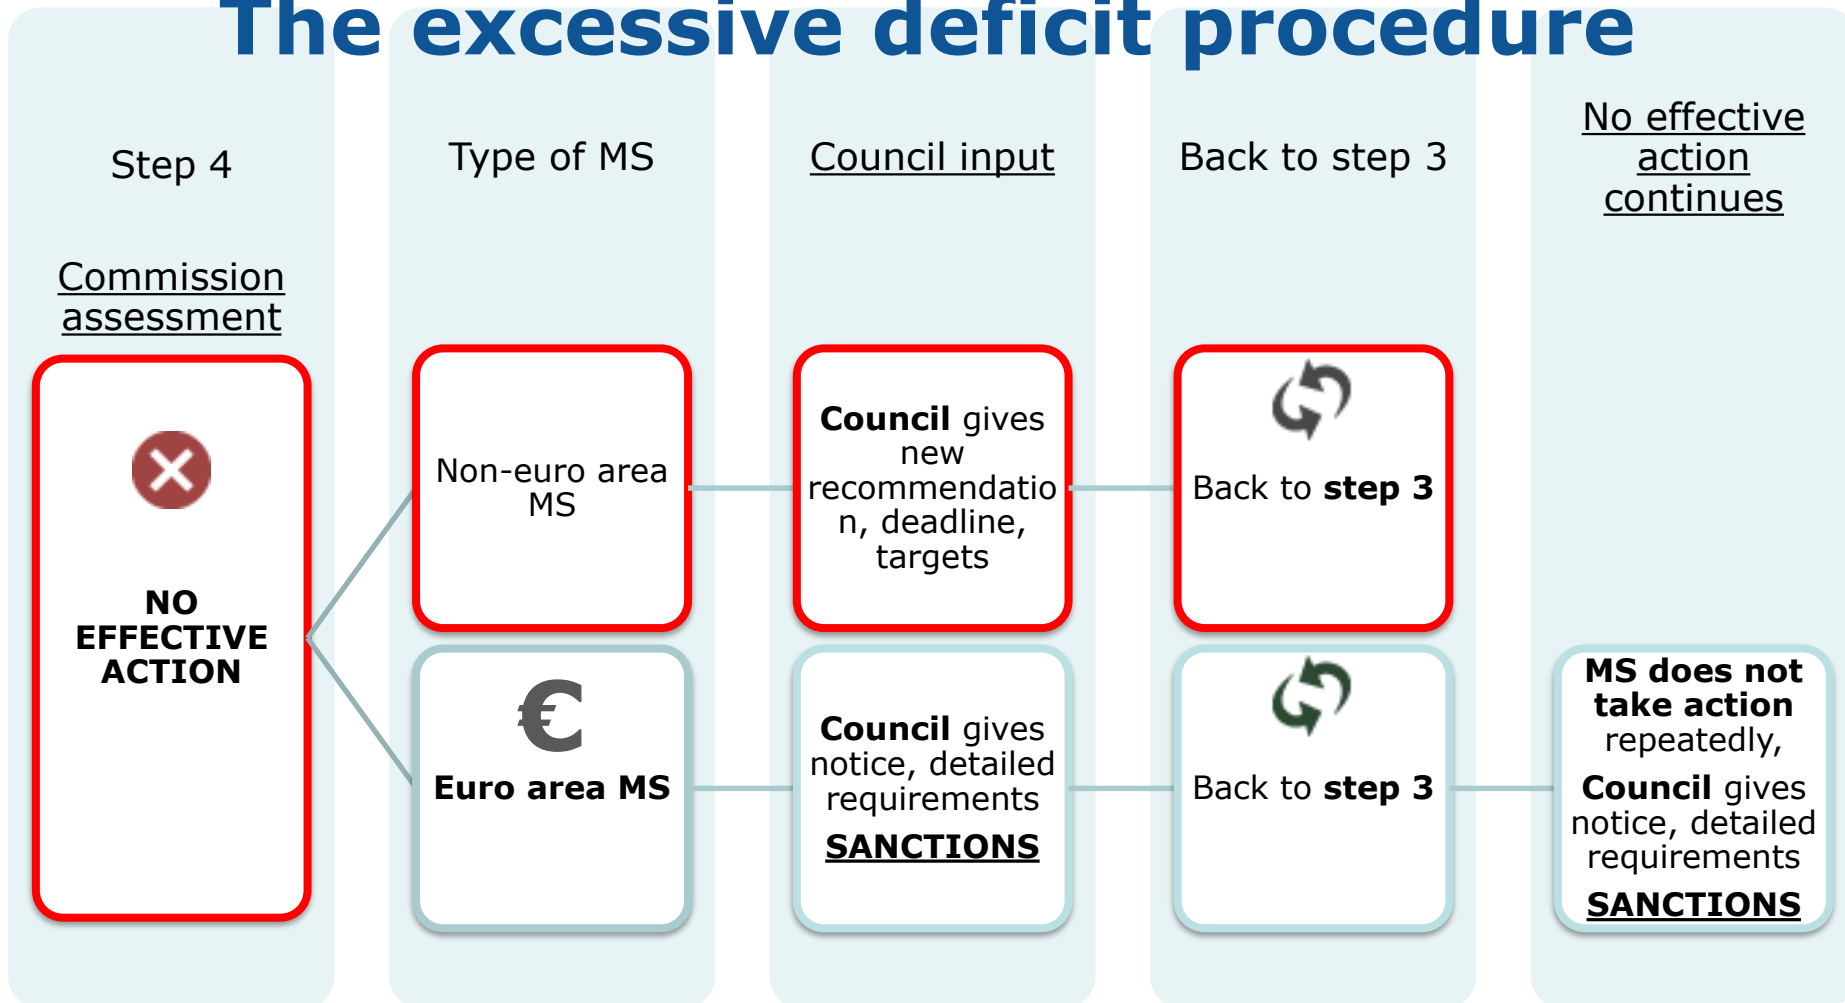 The excessive deficit procedure
Step 4
Commission
assessment
NO
EFFECTIVE
ACTION
Type of MS
Non-euro area
MS
€
Euro area MS
Council input
Council gives
new
recommendatio
n, deadline,
targets
Council gives
notice, detailed
requirements
SANCTIONS
Back to step 3
Back to step 3
Back to step 3
No effective
action
continues
MS does not
take action
repeatedly,
Council gives
notice, detailed
requirements
SANCTIONS